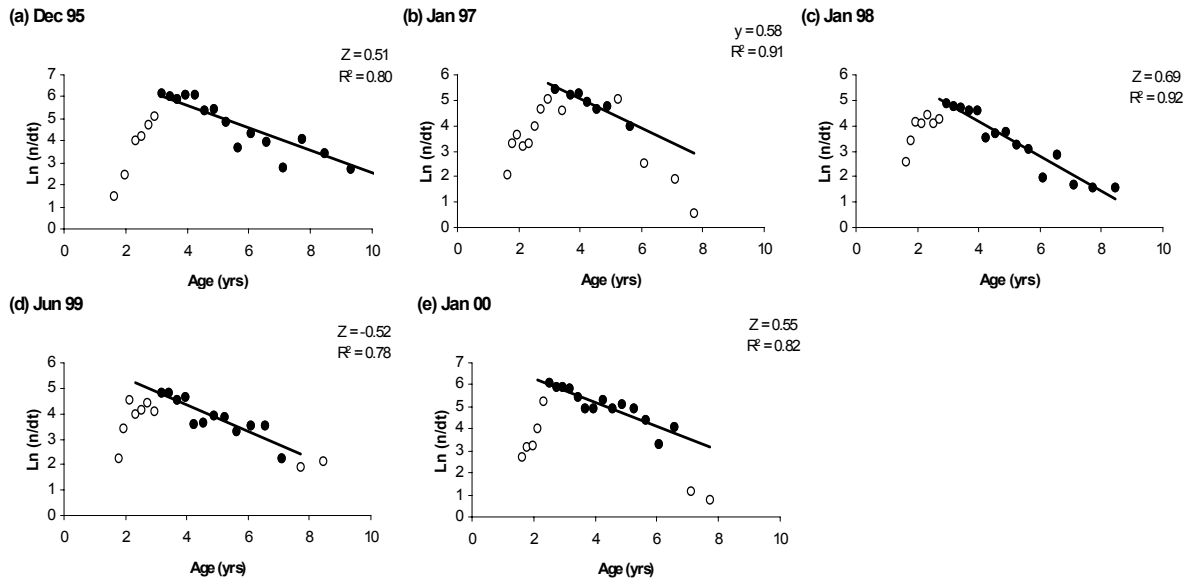 (a) Dec 95
Z = 0.51
R² = 0.80
Ln (n/dt)
7
6
5
4
3
2
1
0
0 2 4 6 8 10
Age (yrs)
(b) Jan 97
y = 0.58
R² = 0.91
Ln (n/dt)
6
5
4
3
2
1
0
0 2 4 6 8 10
Age (yrs)
(c) Jan 98
Z = 0.69
R² = 0.92
Ln (n/dt)
6
5
4
3
2
1
0
0 2 4 6 8 10
Age (yrs)
(d) Jun 99
Z = -0.52
R² = 0.78
Ln (n/dt)
6
5
4
3
2
1
0
0 2 4 6 8 10
Age (yrs)
(e) Jan 00
Z = 0.55
R² = 0.82
Ln (n/dt)
7
6
5
4
3
2
1
0
0 2 4 6 8 10
Age (yrs)